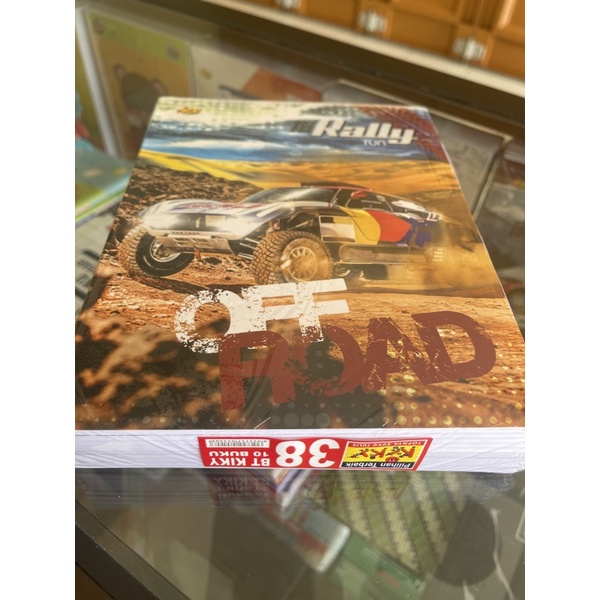 Rally
fun
OFF
ROAD
Pilihan Terbaik
KiKY
38
BT KIKY
10 BUKU